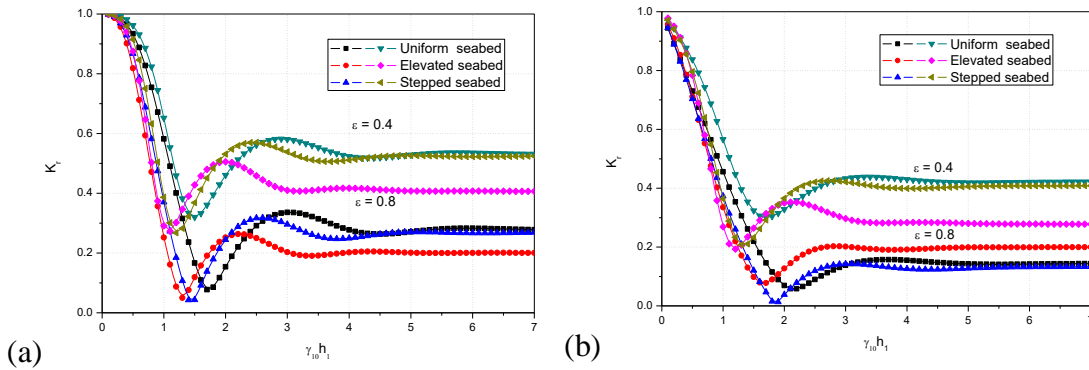 1.0
0.8
0.6
0.4
0.2
0.0
K_r
0 1 2 3 4 5 6 7
γ₁₀h₁
Uniform seabed
Elevated seabed
Stepped seabed
ε = 0.4
ε = 0.8
(a)
1.0
0.8
0.6
0.4
0.2
0.0
K_r
0 1 2 3 4 5 6 7
γ₁₀h₁
Uniform seabed
Elevated seabed
Stepped seabed
ε = 0.4
ε = 0.8
(b)